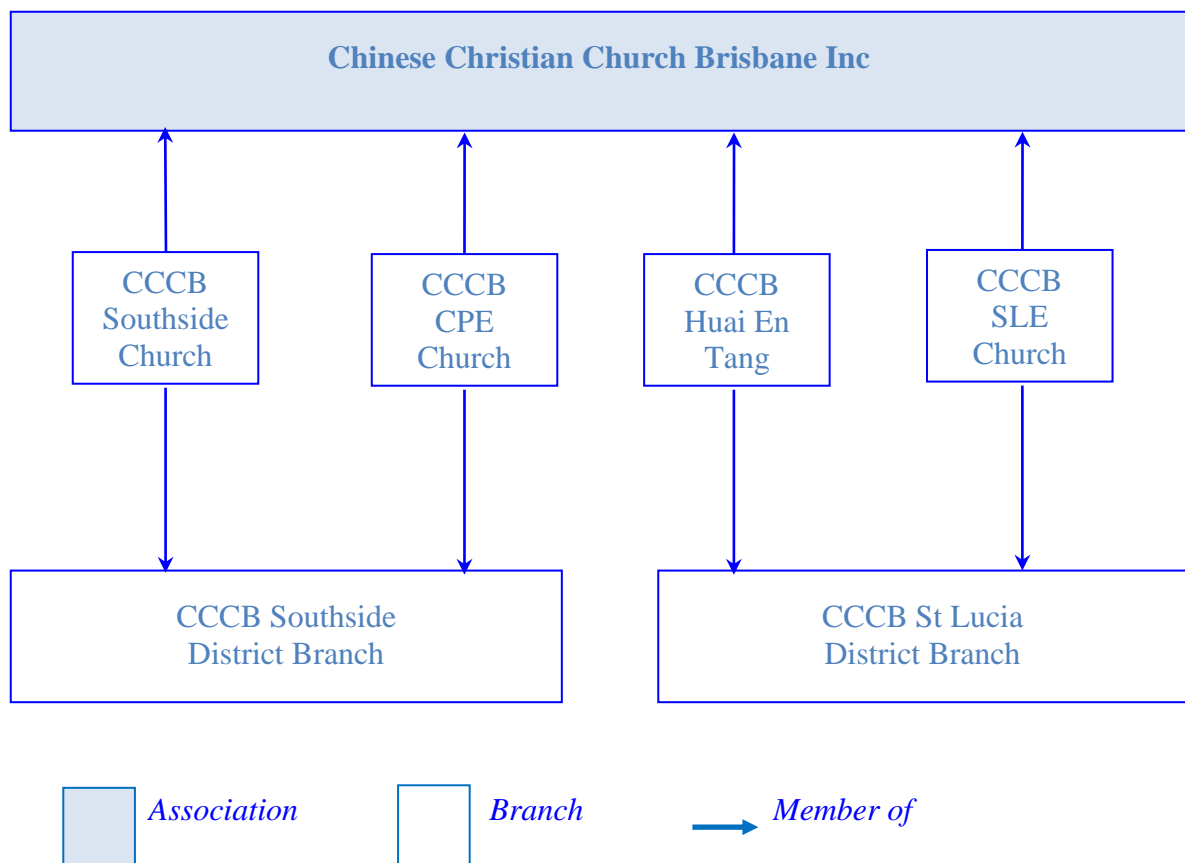 Chinese Christian Church Brisbane Inc
CCCB
Southside
Church
CCCB
CPE
Church
CCCB
Huai En
Tang
CCCB
SLE
Church
CCCB Southside
District Branch
CCCB St Lucia
District Branch
Association
Branch
Member of